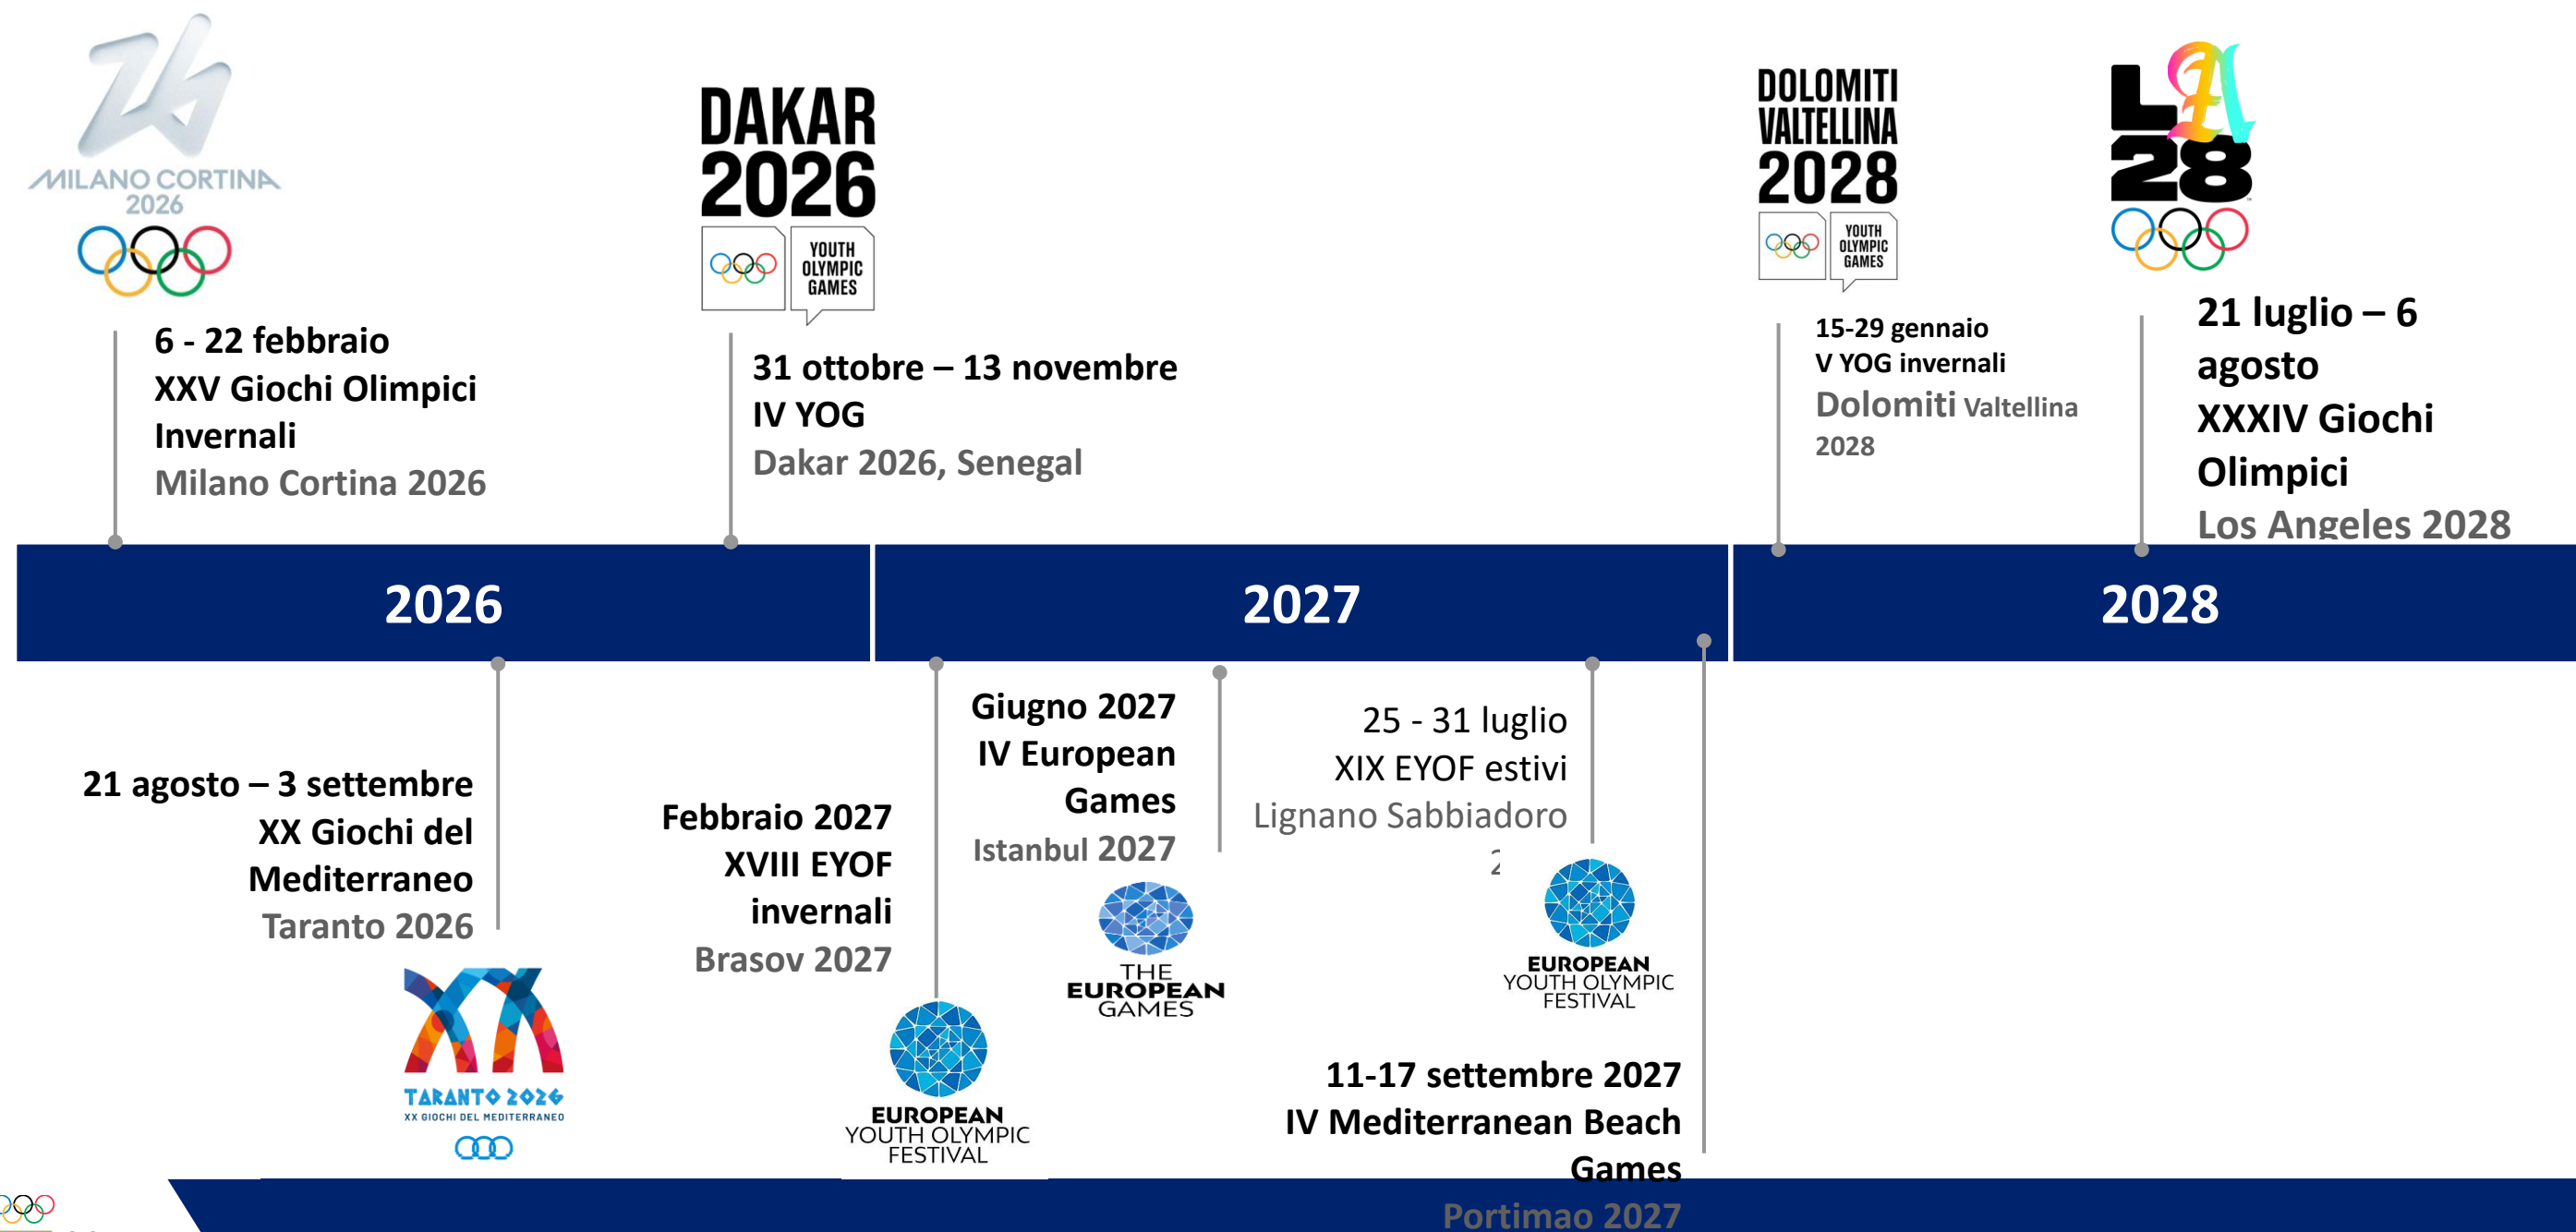 26
MILANO CORTINA
2026
6 - 22 febbraio
XXV Giochi Olimpici
Invernali
Milano Cortina 2026
DAKAR
2026
YOUTH
OLYMPIC
GAMES
31 ottobre – 13 novembre
IV YOG
Dakar 2026, Senegal
DOLOMITI
VALTELLINA
2028
YOUTH
OLYMPIC
GAMES
15-29 gennaio
V YOG invernali
Dolomiti Valtellina
2028
LA
28
21 luglio – 6
agosto
XXXIV Giochi
Olimpici
Los Angeles 2028
2026
2027
2028
21 agosto – 3 settembre
XX Giochi del
Mediterraneo
Taranto 2026
TARANTO 2026
XX GIOCHI DEL MEDITERRANEO
Febbraio 2027
XVIII EYOF
invernali
Brasov 2027
EUROPEAN
YOUTH OLYMPIC
FESTIVAL
Giugno 2027
IV European
Games
Istanbul 2027
THE
EUROPEAN
GAMES
25 - 31 luglio
XIX EYOF estivi
Lignano Sabbiadoro
EUROPEAN
YOUTH OLYMPIC
FESTIVAL
11-17 settembre 2027
IV Mediterranean Beach
Games
Portimao 2027